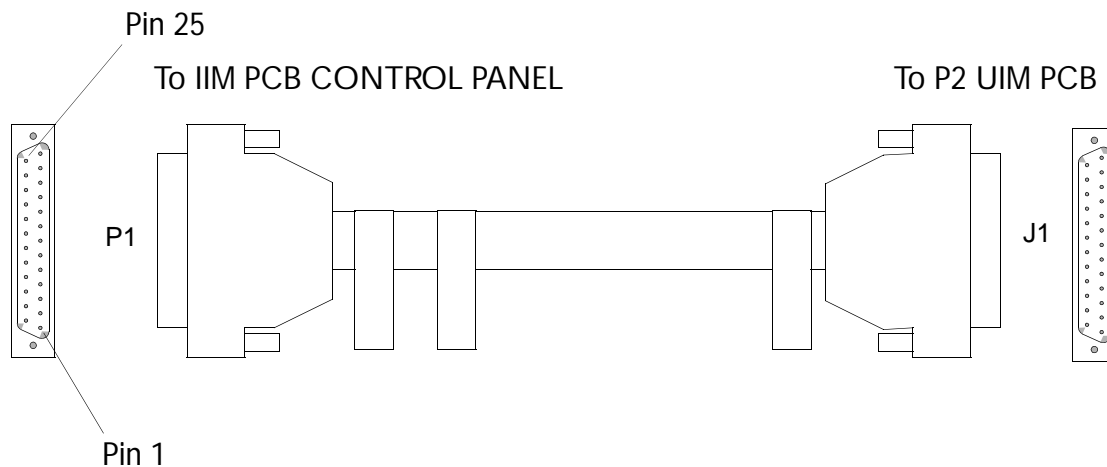 Pin 25
To IIM PCB CONTROL PANEL
To P2 UIM PCB
P1
J1
Pin 1